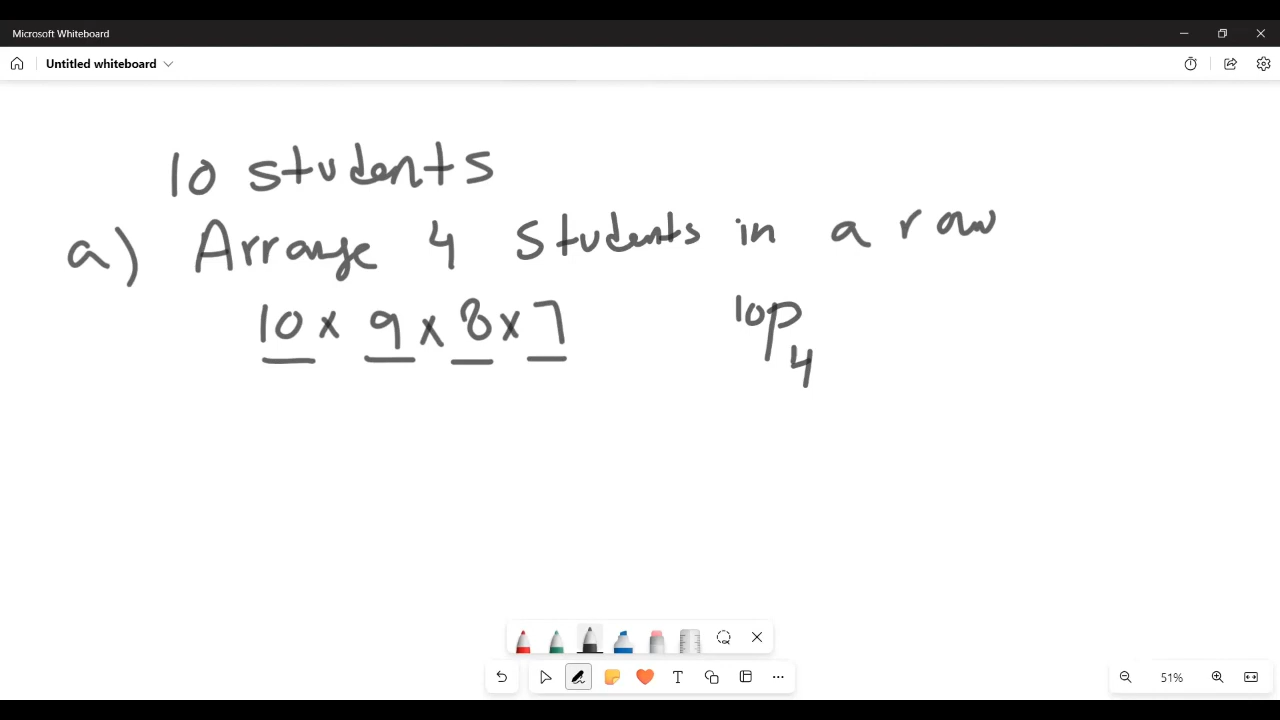 Microsoft Whiteboard
Untitled whiteboard
10 students
a) Arrange 4 students in a row
10 x 9 x 8 x 7
10P4
T
51%